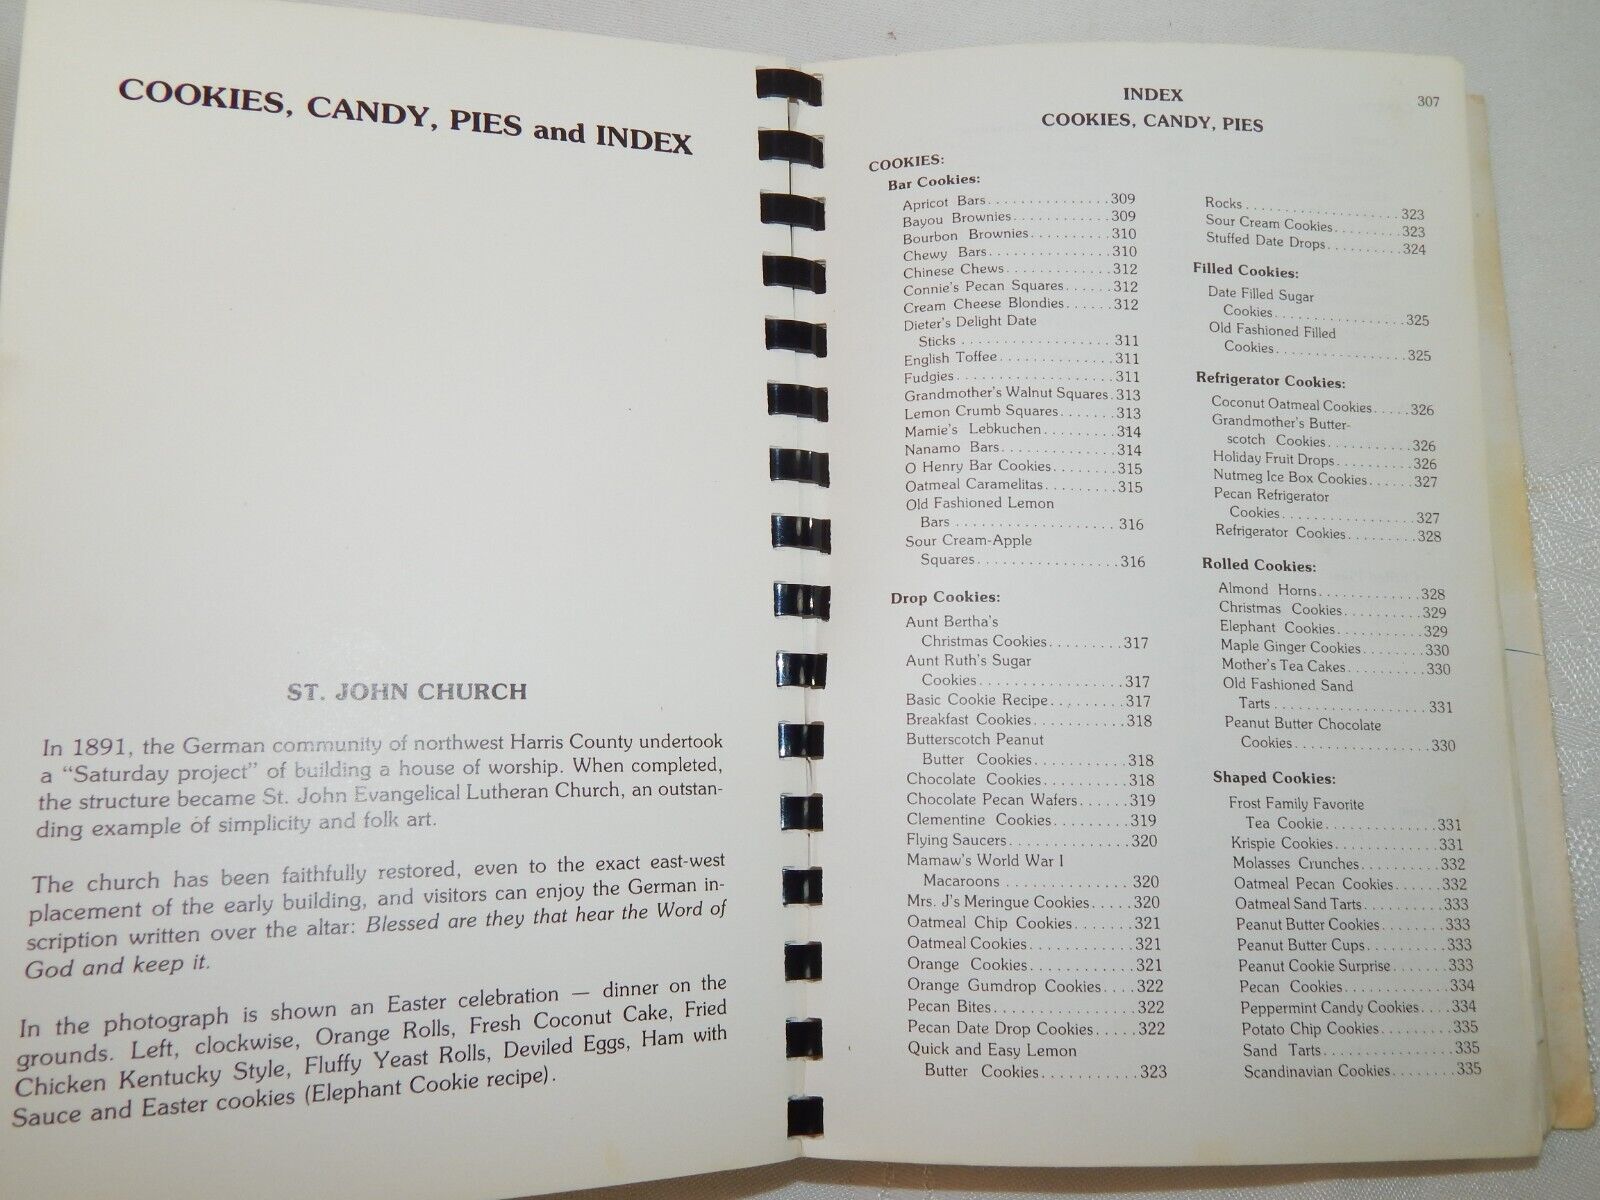 COOKIES, CANDY, PIES and INDEX
ST. JOHN CHURCH
In 1891, the German community of northwest Harris County undertook
a “Saturday project” of building a house of worship. When completed,
the structure became St. John Evangelical Lutheran Church, an outstan-
ding example of simplicity and folk art.
The church has been faithfully restored, even to the exact east-west
placement of the early building, and visitors can enjoy the German in-
scription written over the altar: Blessed are they that hear the Word of
God and keep it.
In the photograph is shown an Easter celebration — dinner on the
grounds. Left, clockwise, Orange Rolls, Fresh Coconut Cake, Fried
Chicken Kentucky Style, Fluffy Yeast Rolls, Deviled Eggs, Ham with
Sauce and Easter cookies (Elephant Cookie recipe).
INDEX
307
COOKIES, CANDY, PIES
COOKIES:
Bar Cookies:
Apricot Bars...............309
Bayou Brownies............309
Bourbon Brownies..........310
Chewy Bars...............310
Chinese Chews.............312
Connie's Pecan Squares......312
Cream Cheese Blondies......312
Dieter's Delight Date
Sticks...................311
English Toffee..............311
Fudgies...................311
Grandmother's Walnut Squares.313
Lemon Crumb Squares.......313
Mamie's Lebkuchen.........314
Nanamo Bars..............314
O Henry Bar Cookies........315
Oatmeal Caramelitas.........315
Old Fashioned Lemon
Bars....................316
Sour Cream-Apple
Squares.................316
Drop Cookies:
Aunt Bertha's
Christmas Cookies.........317
Aunt Ruth's Sugar
Cookies.................317
Basic Cookie Recipe.........317
Breakfast Cookies...........318
Butterscotch Peanut
Butter Cookies...........318
Chocolate Cookies..........318
Chocolate Pecan Wafers......319
Clementine Cookies.........319
Flying Saucers..............320
Mamaw's World War I
Macaroons...............320
Mrs. J's Meringue Cookies.....320
Oatmeal Chip Cookies.......321
Oatmeal Cookies............321
Orange Cookies............321
Orange Gumdrop Cookies....322
Pecan Bites................322
Pecan Date Drop Cookies.....322
Quick and Easy Lemon
Butter Cookies............323
Rocks...................323
Sour Cream Cookies........323
Stuffed Date Drops.........324
Filled Cookies:
Date Filled Sugar
Cookies.................325
Old Fashioned Filled
Cookies.................325
Refrigerator Cookies:
Coconut Oatmeal Cookies.....326
Grandmother's Butter-
scotch Cookies...........326
Holiday Fruit Drops..........326
Nutmeg Ice Box Cookies......327
Pecan Refrigerator
Cookies.................327
Refrigerator Cookies.........328
Rolled Cookies:
Almond Horns.............328
Christmas Cookies..........329
Elephant Cookies...........329
Maple Ginger Cookies........330
Mother's Tea Cakes..........330
Old Fashioned Sand
Tarts...................331
Peanut Butter Chocolate
Cookies.................330
Shaped Cookies:
Frost Family Favorite
Tea Cookie..............331
Krispie Cookies.............331
Molasses Crunches..........332
Oatmeal Pecan Cookies......332
Oatmeal Sand Tarts..........333
Peanut Butter Cookies........333
Peanut Butter Cups..........333
Peanut Cookie Surprise.......333
Pecan Cookies.............334
Peppermint Candy Cookies....334
Potato Chip Cookies.........335
Sand Tarts................335
Scandinavian Cookies........335